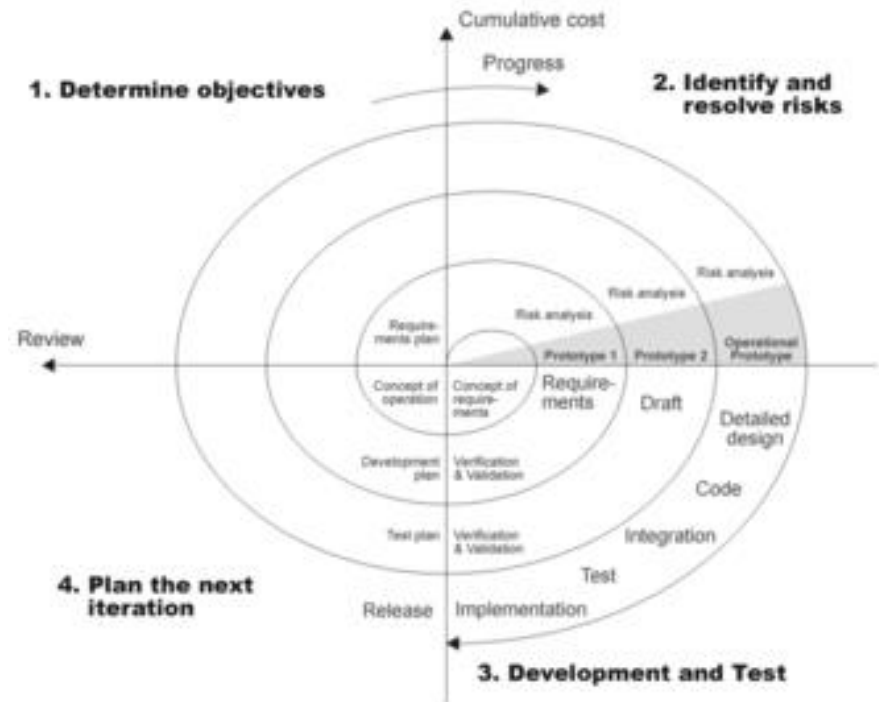 Cumulative cost
Progress
1. Determine objectives
2. Identify and
resolve risks
Risk analysis
Risk analysis
Risk analysis
Require-
ments plan
Review
Prototype 1
Prototype 2
Operational
Prototype
Concept of
operation
Concept of
require-
ments
Require-
ments
Draft
Detailed
design
Development
plan
Verification
& Validation
Code
Test plan
Verification
& Validation
Integration
Test
4. Plan the next
iteration
Release
Implementation
3. Development and Test